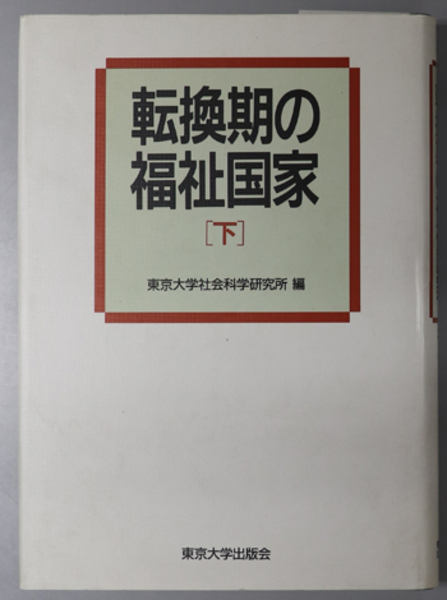 転換期の
福祉国家
[下]
東京大学社会科学研究所 編
東京大学出版会